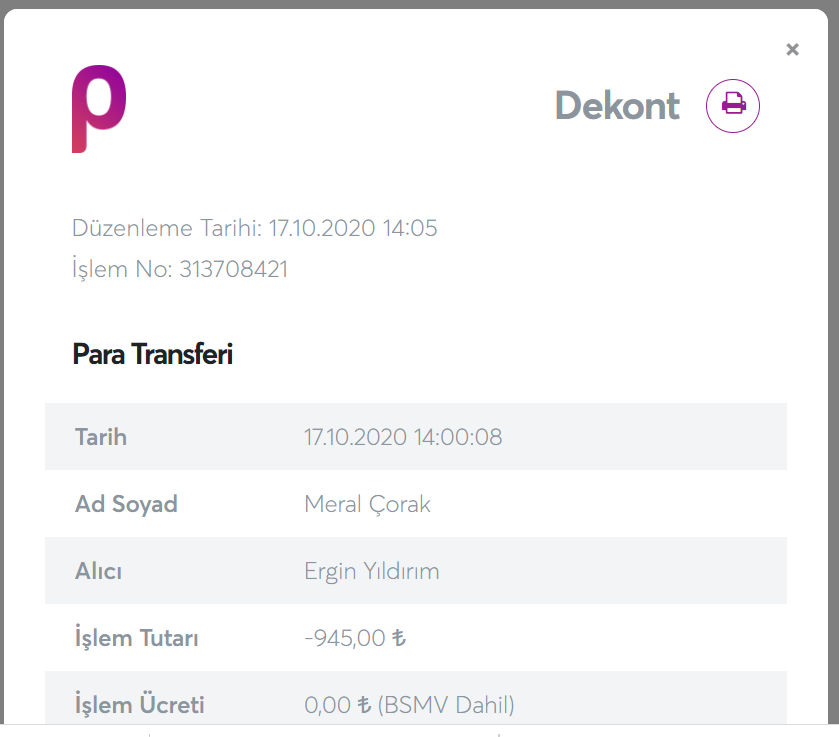 ×
p
Dekont
Düzenleme Tarihi: 17.10.2020 14:05
İşlem No: 313708421
Para Transferi
Tarih 17.10.2020 14:00:08
Ad Soyad Meral Çorak
Alıcı Ergin Yıldırım
İşlem Tutarı -945,00 ₺
İşlem Ücreti 0,00 ₺ (BSMV Dahil)